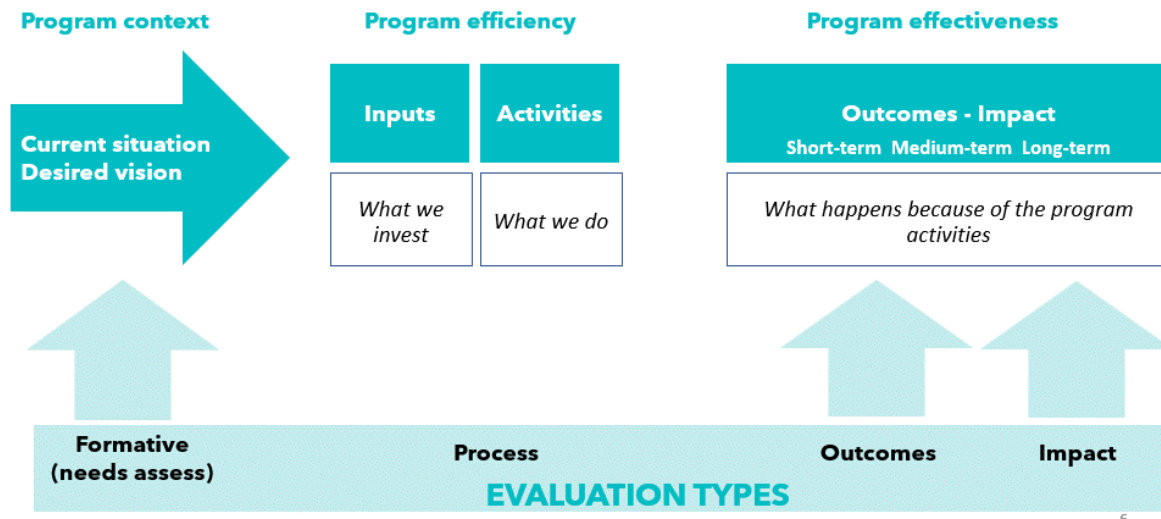 Program context
Program efficiency
Program effectiveness
Current situation
Desired vision
Inputs
Activities
Outcomes - Impact
Short-term Medium-term Long-term
What we
invest
What we do
What happens because of the program
activities
Formative
(needs assess)
Process
Outcomes
Impact
EVALUATION TYPES